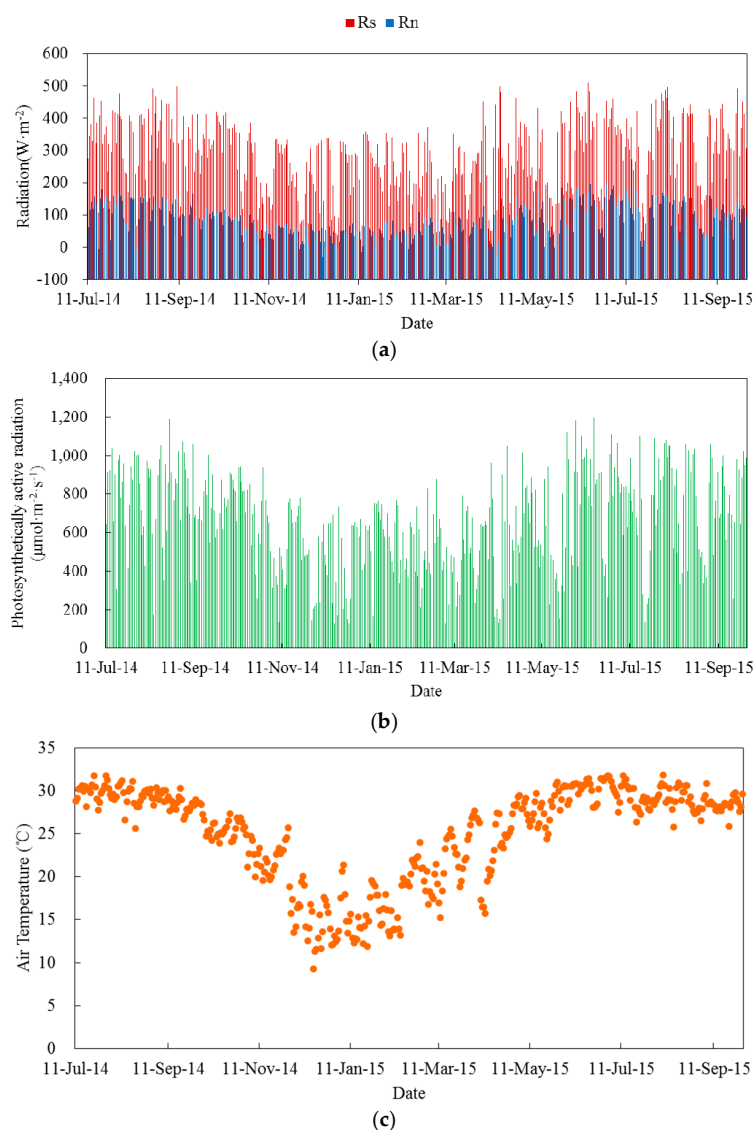 Rs Rn
600
500
400
300
200
100
0
-100
Radiation(W·m-2)
11-Jul-14 11-Sep-14 11-Nov-14 11-Jan-15 11-Mar-15 11-May-15 11-Jul-15 11-Sep-15
Date
(a)
1,400
1,200
1,000
800
600
400
200
0
Photosynthetically active radiation
(μmol·m-2·s-1)
11-Jul-14 11-Sep-14 11-Nov-14 11-Jan-15 11-Mar-15 11-May-15 11-Jul-15 11-Sep-15
Date
(b)
35
30
25
20
15
10
5
0
Air Temperature (℃)
11-Jul-14 11-Sep-14 11-Nov-14 11-Jan-15 11-Mar-15 11-May-15 11-Jul-15 11-Sep-15
Date
(c)